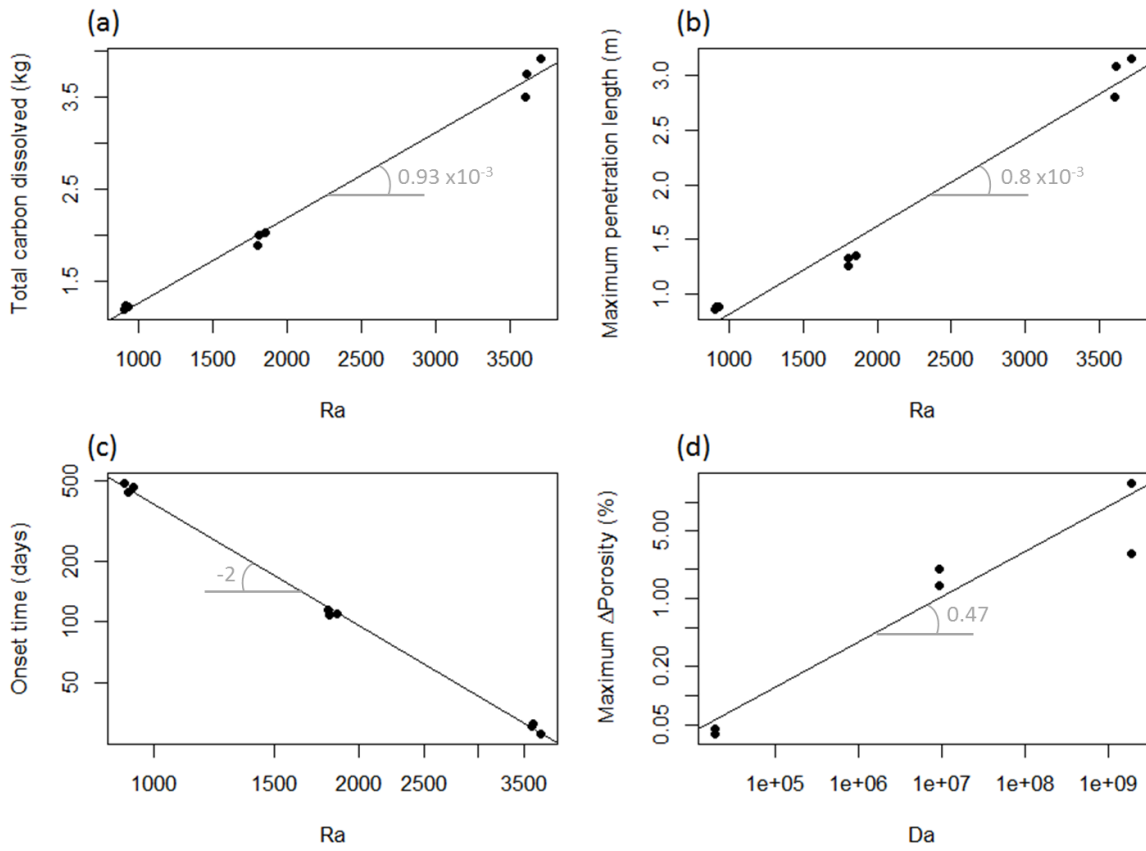 (a)
Total carbon dissolved (kg)
3.5
2.5
1.5
0.93 x10-3
1000 1500 2000 2500 3000 3500
Ra
(b)
Maximum penetration length (m)
3.0
2.5
2.0
1.5
1.0
0.8 x10-3
1000 1500 2000 2500 3000 3500
Ra
(c)
Onset time (days)
500
200
100
50
-2
1000 1500 2000 2500 3500
Ra
(d)
Maximum ΔPorosity (%)
5.00
1.00
0.20
0.05
0.47
1e+05 1e+06 1e+07 1e+08 1e+09
Da